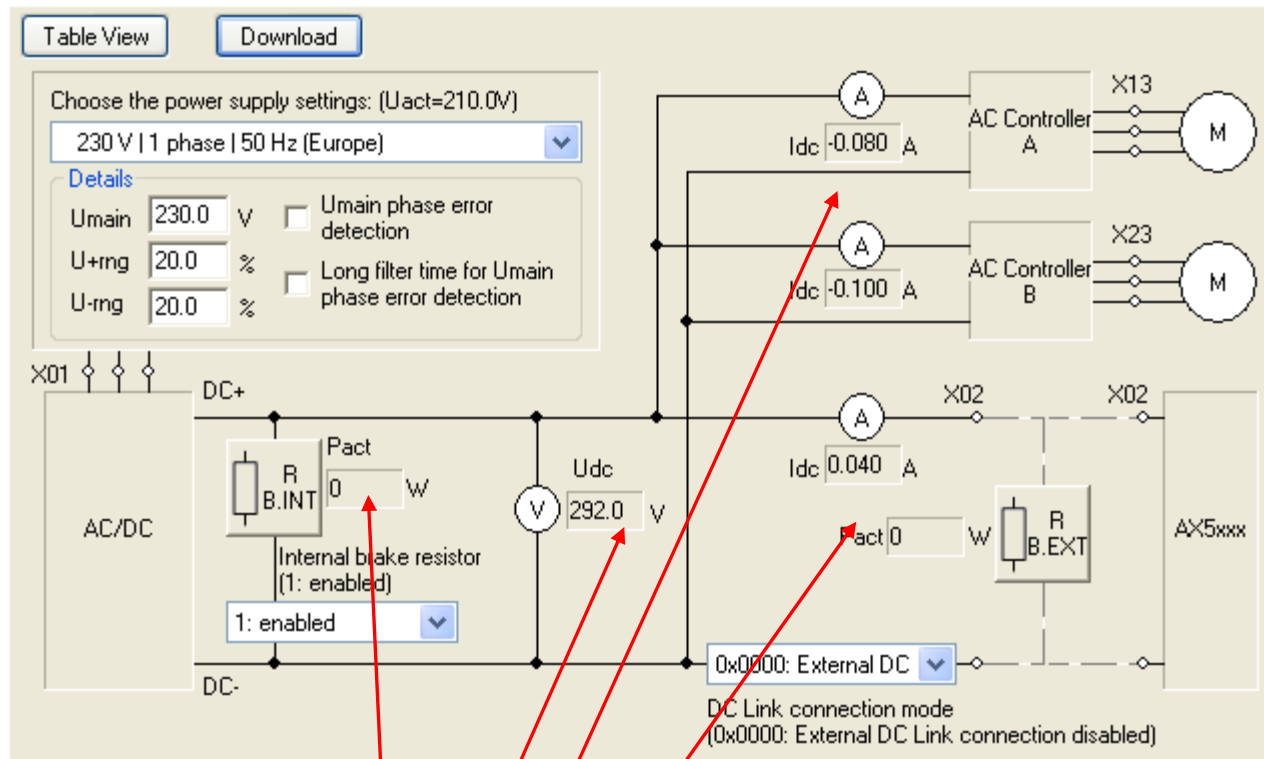 Table View
Download
Choose the power supply settings: (Uact=210.0V)
230 V | 1 phase | 50 Hz (Europe)
Details
Umain 230.0 V
U+rng 20.0 %
U-rng 20.0 %
Umain phase error
detection
Long filter time for Umain
phase error detection
A
Idc -0.080 A
AC Controller
A
X13
M
A
Idc -0.100 A
AC Controller
B
X23
M
X01
AC/DC
DC+
R
B.INT
Pact
0 W
Internal brake resistor
(1: enabled)
1: enabled
DC-
V
Udc
292.0 V
A
Idc 0.040 A
X02
X02
Pact 0 W
R
B.EXT
AX5xxx
0x0000: External DC
DC Link connection mode
(0x0000: External DC Link connection disabled)